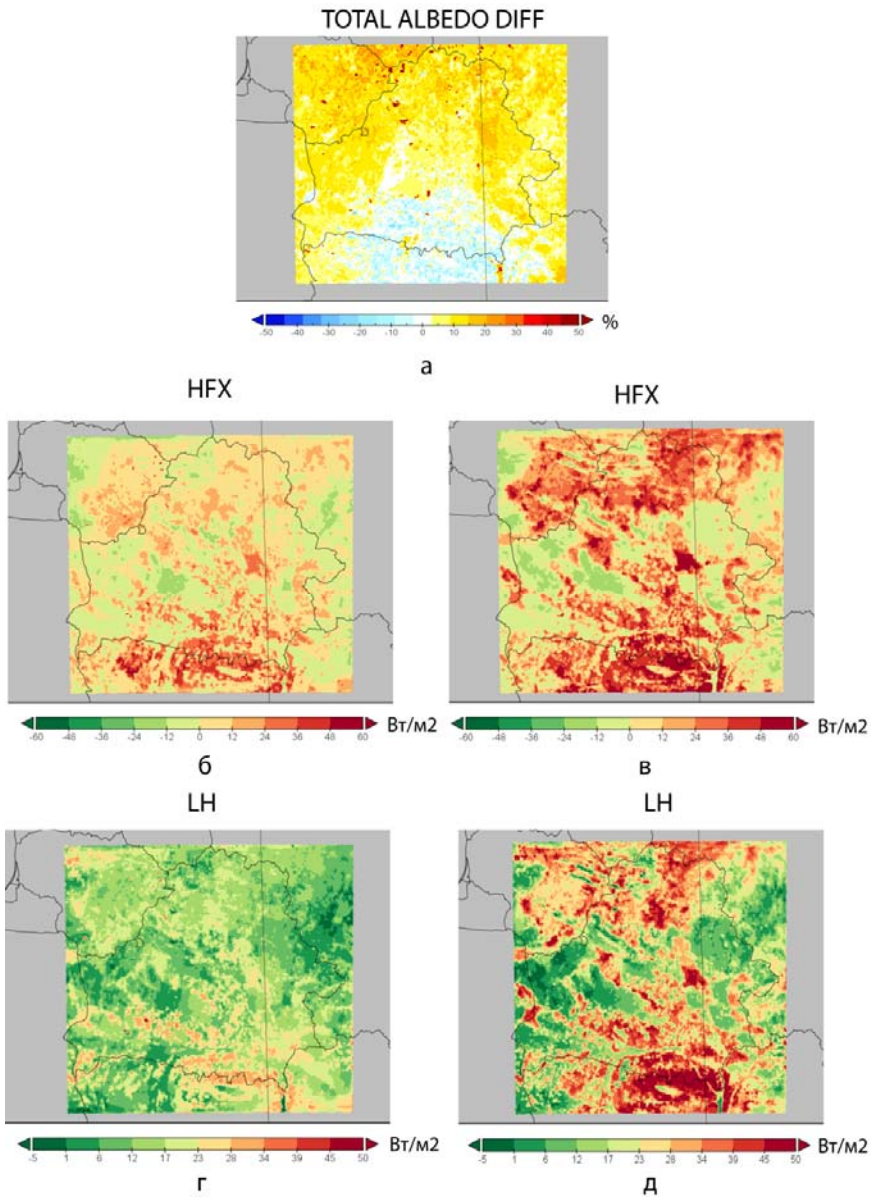 TOTAL ALBEDO DIFF
-50 -40 -30 -20 -10 0 10 20 30 40 50 %
а
HFX HFX
-60 -48 -36 -24 -12 0 12 24 36 48 60 Вт/м2 -60 -48 -36 -24 -12 0 12 24 36 48 60 Вт/м2
б в
LH LH
-5 1 6 12 17 23 28 34 39 45 50 Вт/м2 -5 1 6 12 17 23 28 34 39 45 50 Вт/м2
г д